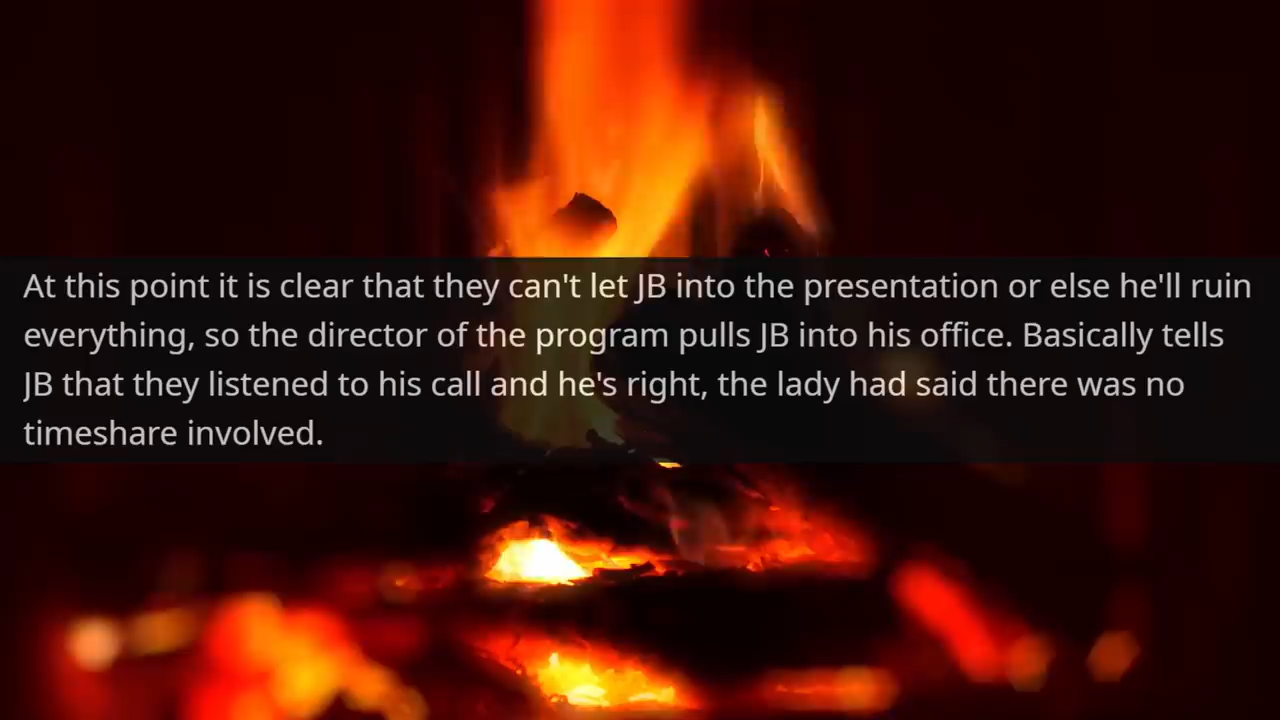 At this point it is clear that they can't let JB into the presentation or else he'll ruin
everything, so the director of the program pulls JB into his office. Basically tells
JB that they listened to his call and he's right, the lady had said there was no
timeshare involved.